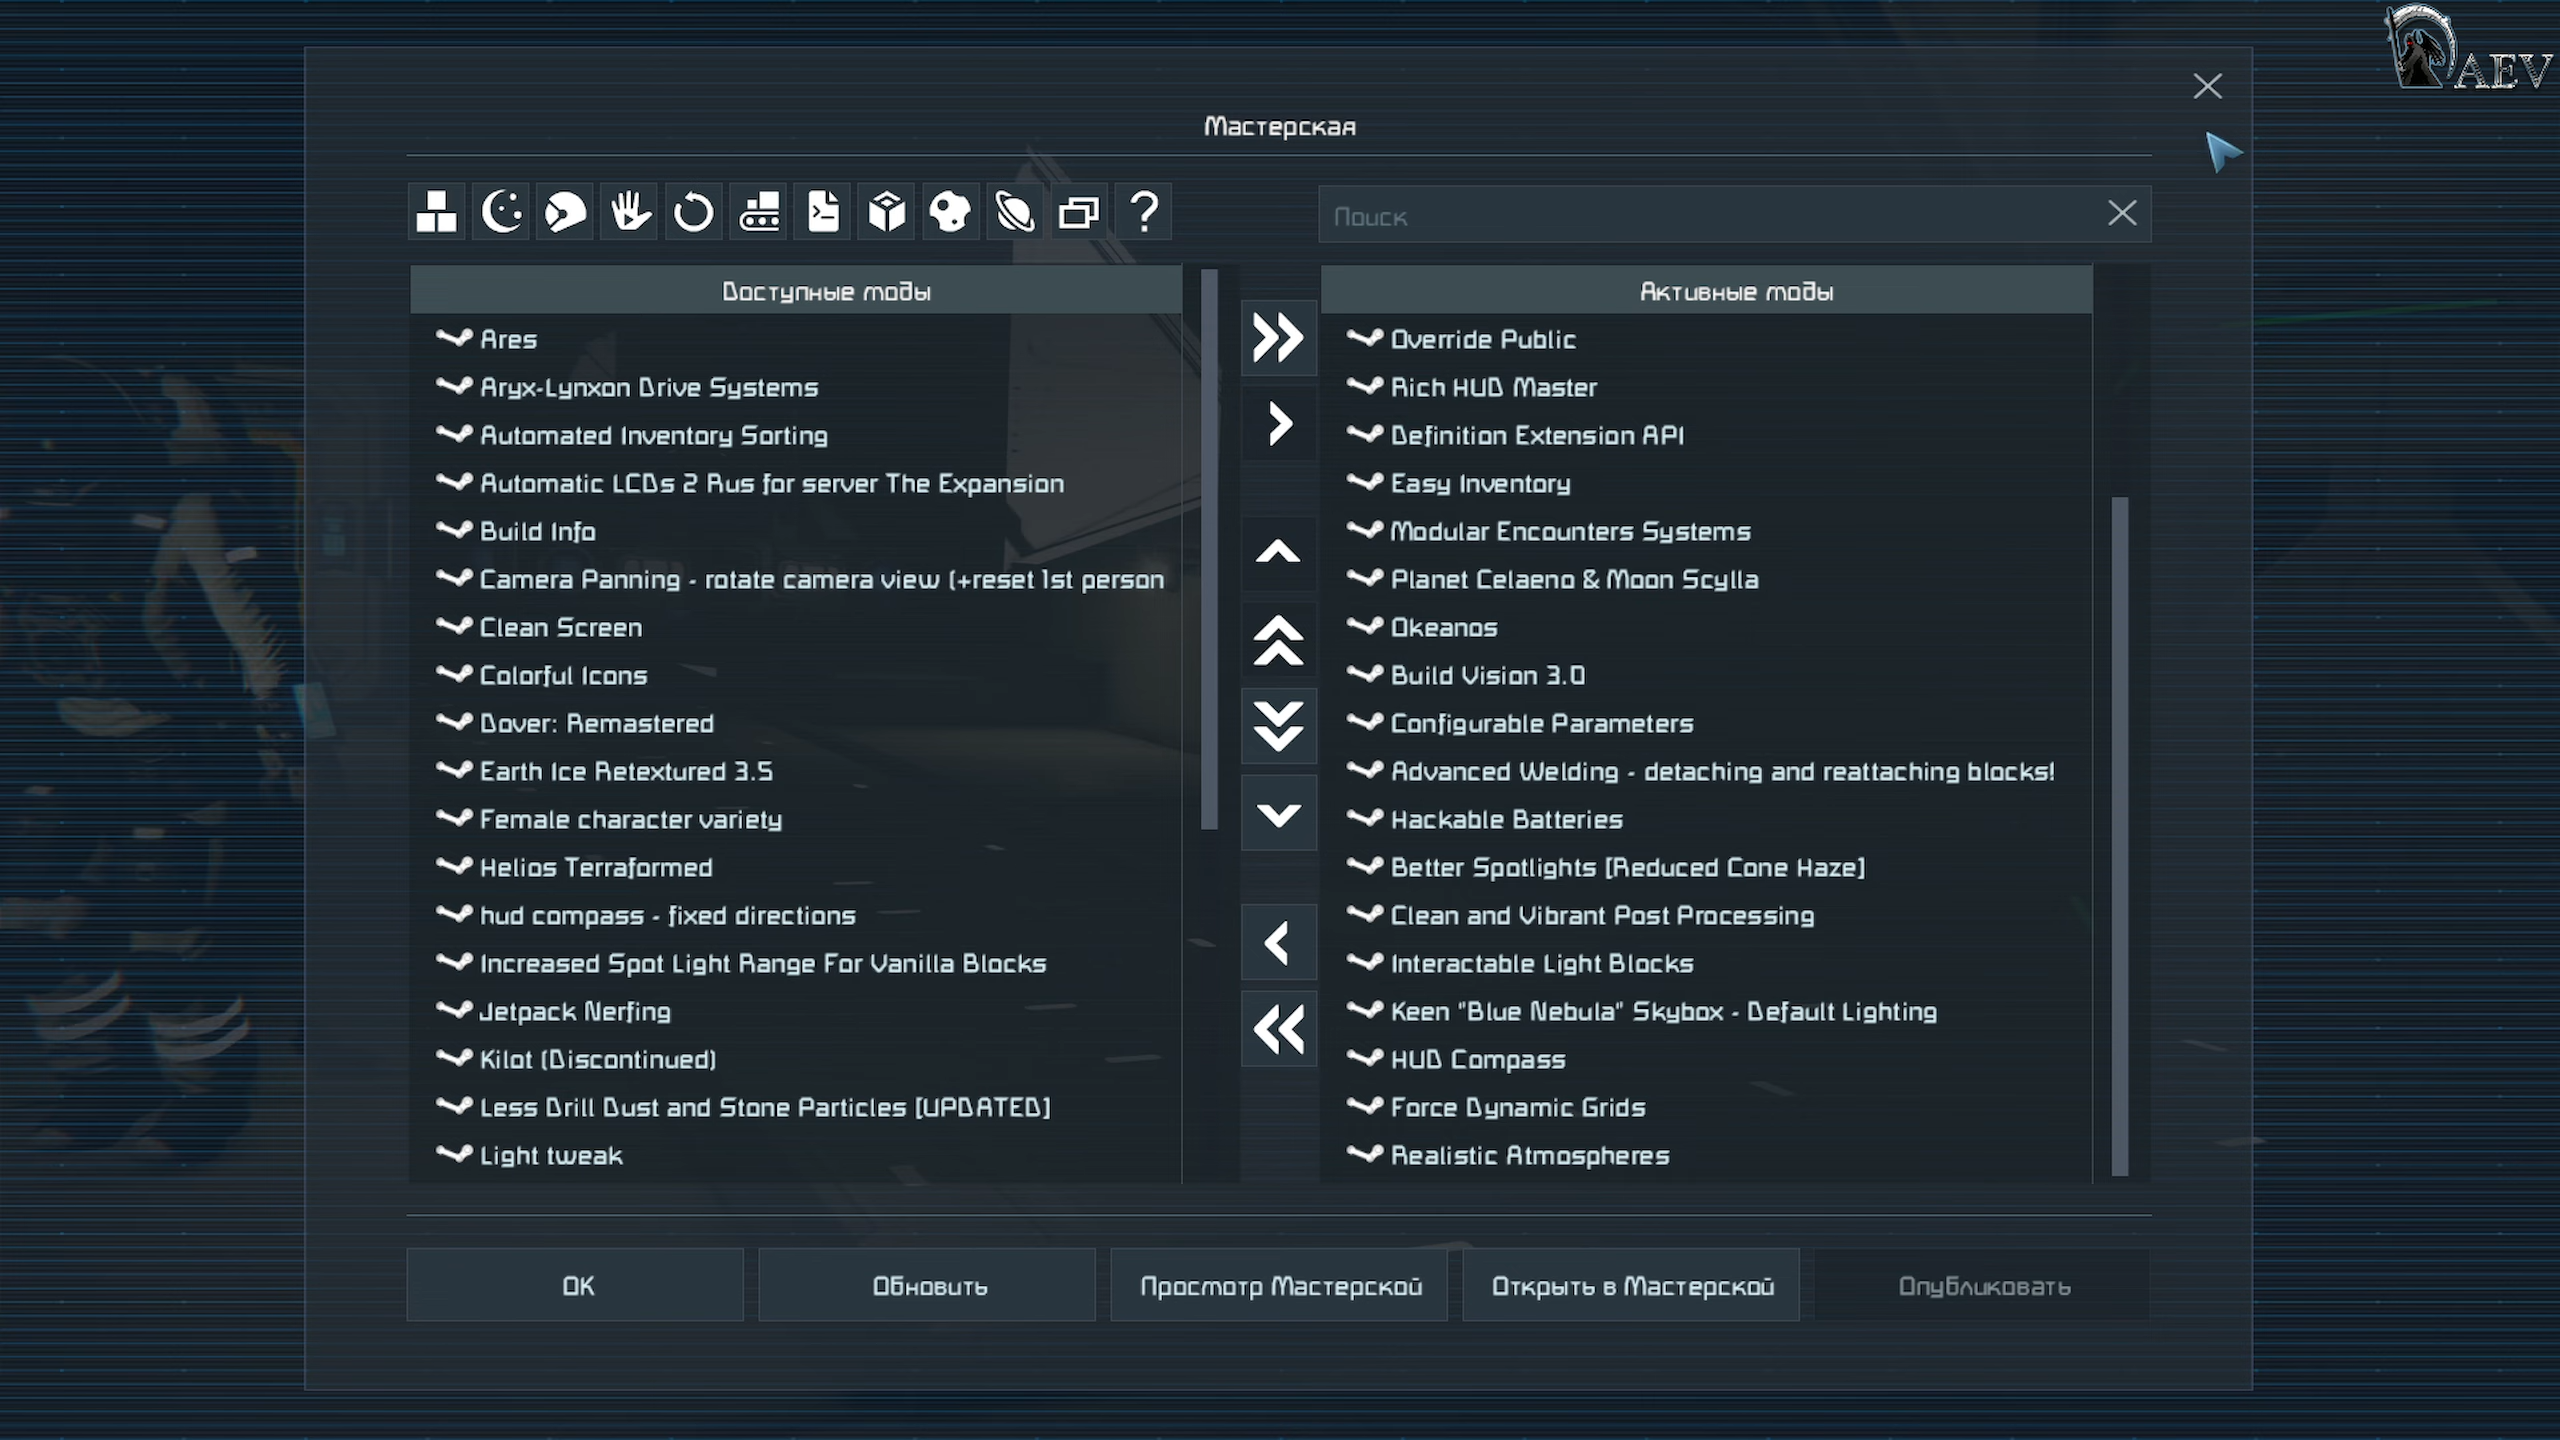 AEV
Мастерская
Поиск
Доступные моды
Ares
Aryx-Lynxon Drive Systems
Automated Inventory Sorting
Automatic LCDs 2 Rus for server The Expansion
Build Info
Camera Panning - rotate camera view (+reset 1st person
Clean Screen
Colorful Icons
Dover: Remastered
Earth Ice Retextured 3.5
Female character variety
Helios Terraformed
hud compass - fixed directions
Increased Spot Light Range For Vanilla Blocks
Jetpack Nerfing
Kilot (Discontinued)
Less Drill Dust and Stone Particles [UPDATED]
Light tweak
Активные моды
Override Public
Rich HUD Master
Definition Extension API
Easy Inventory
Modular Encounters Systems
Planet Celaeno & Moon Scylla
Okeanos
Build Vision 3.0
Configurable Parameters
Advanced Welding - detaching and reattaching blocks!
Hackable Batteries
Better Spotlights [Reduced Cone Haze]
Clean and Vibrant Post Processing
Interactable Light Blocks
Keen "Blue Nebula" Skybox - Default Lighting
HUD Compass
Force Dynamic Grids
Realistic Atmospheres
ОК
Обновить
Просмотр Мастерской
Открыть в Мастерской
Опубликовать